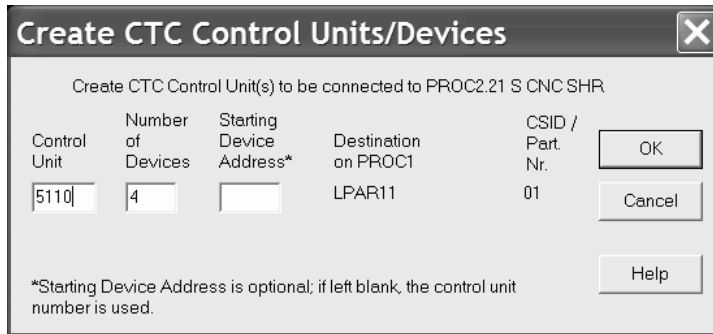 Create CTC Control Units/Devices
Create CTC Control Unit(s) to be connected to PROC2.21 S CNC SHR
Control Unit
Number of Devices
Starting Device Address*
Destination on PROC1
CSID / Part. Nr.
5110
4
LPAR11
01
OK
Cancel
Help
*Starting Device Address is optional; if left blank, the control unit
number is used.